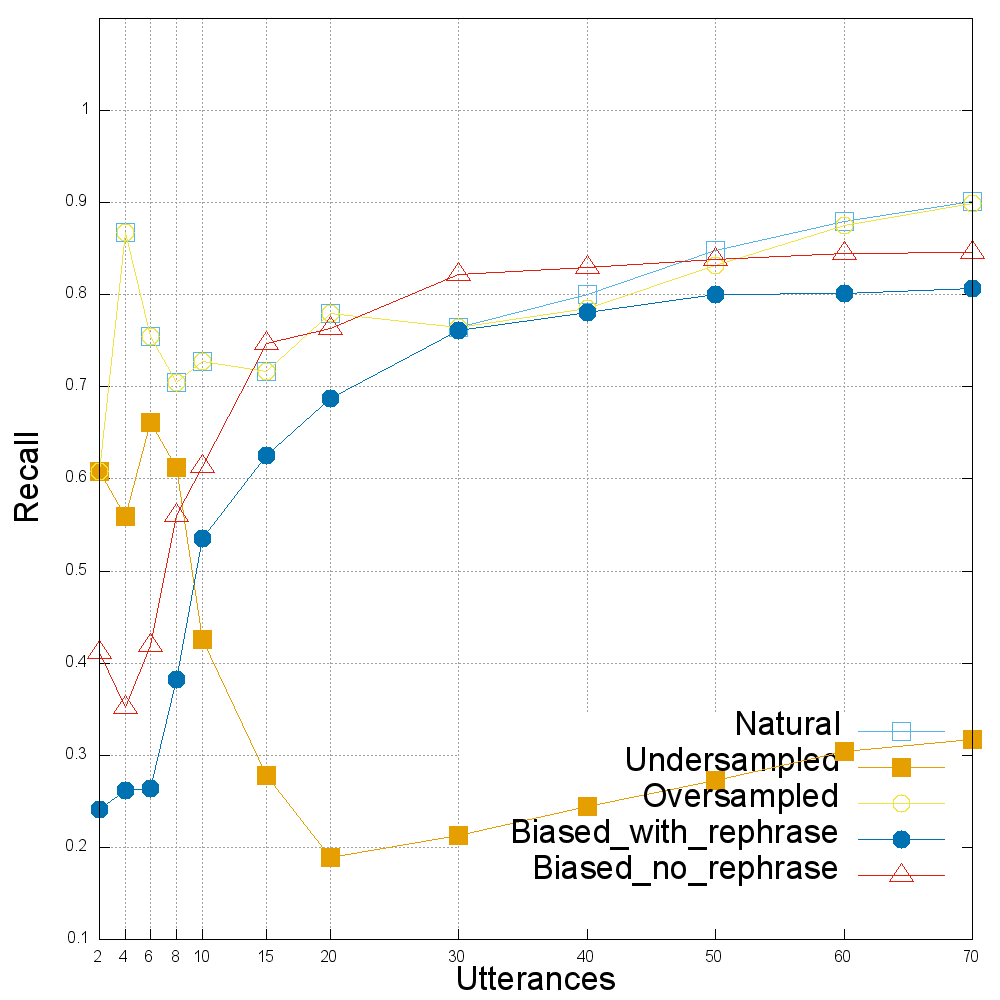 1
0.9
0.8
0.7
0.6
0.5
0.4
0.3
0.2
0.1
Recall
Natural
Undersampled
Oversampled
Biased_with_rephrase
Biased_no_rephrase
2 4 6 8 10 15 20 30 40 50 60 70
Utterances